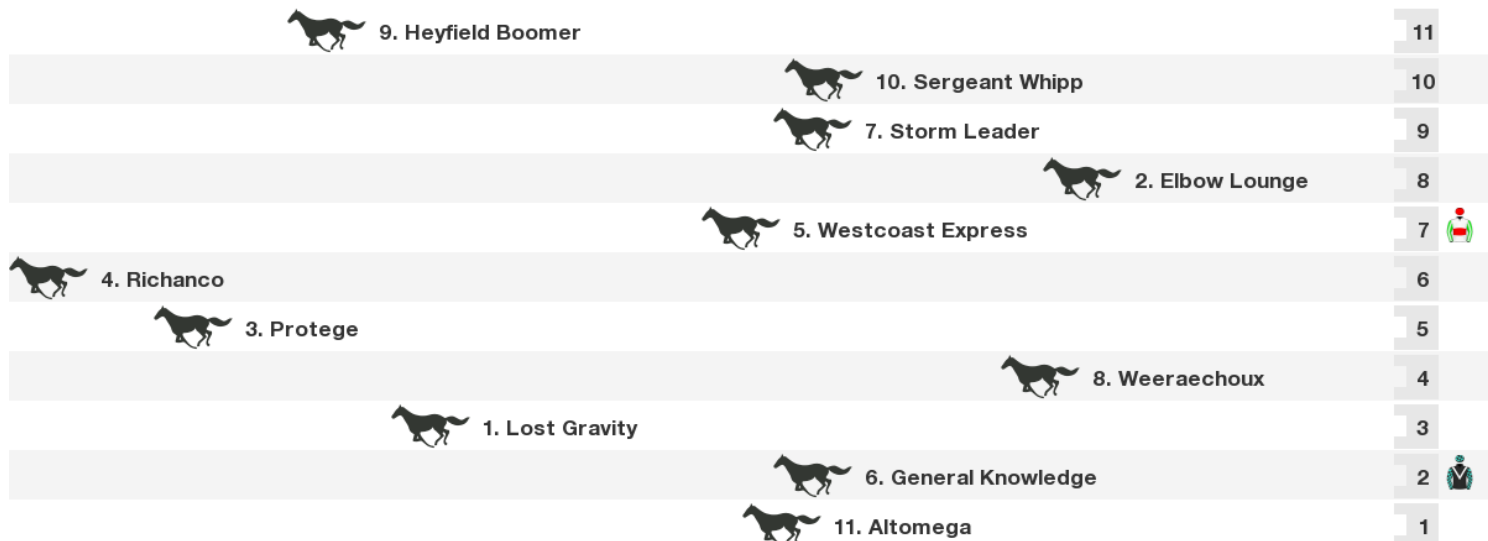 9. Heyfield Boomer 11
10. Sergeant Whipp 10
7. Storm Leader 9
2. Elbow Lounge 8
5. Westcoast Express 7
4. Richanco 6
3. Protege 5
8. Weeraechoux 4
1. Lost Gravity 3
6. General Knowledge 2
11. Altomega 1